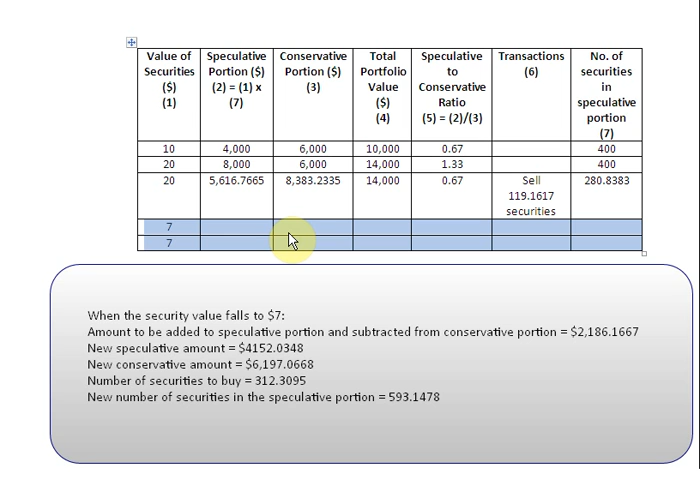 Value of Securities ($) (1) | Speculative Portion ($) (2) = (1) x (7) | Conservative Portion ($) (3) | Total Portfolio Value ($) (4) | Speculative to Conservative Ratio (5) = (2)/(3) | Transactions (6) | No. of securities in speculative portion (7)
10 | 4,000 | 6,000 | 10,000 | 0.67 | | 400
20 | 8,000 | 6,000 | 14,000 | 1.33 | | 400
20 | 5,616.7665 | 8,383.2335 | 14,000 | 0.67 | Sell 119.1617 securities | 280.8383
7
7
When the security value falls to $7:
Amount to be added to speculative portion and subtracted from conservative portion = $2,186.1667
New speculative amount = $4152.0348
New conservative amount = $6,197.0668
Number of securities to buy = 312.3095
New number of securities in the speculative portion = 593.1478